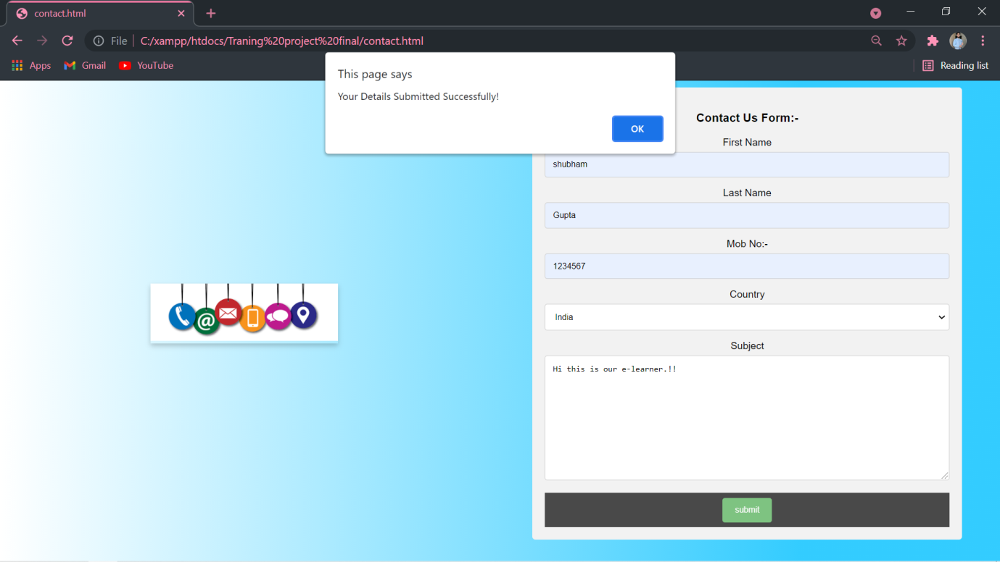 contact.html
File
C:/xampp/htdocs/Traning%20project%20final/contact.html
Apps
Gmail
YouTube
Reading list
This page says
Your Details Submitted Successfully!
OK
Contact Us Form:-
First Name
shubham
Last Name
Gupta
Mob No:-
1234567
Country
India
Subject
Hi this is our e-learner.!!
submit
@